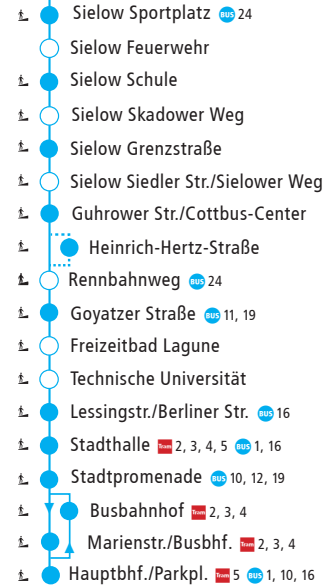 Sielow Sportplatz BUS 24
Sielow Feuerwehr
Sielow Schule
Sielow Skadower Weg
Sielow Grenzstraße
Sielow Siedler Str./Sielower Weg
Guhrower Str./Cottbus-Center
Heinrich-Hertz-Straße
Rennbahnweg BUS 24
Goyatzer Straße BUS 11, 19
Freizeitbad Lagune
Technische Universität
Lessingstr./Berliner Str. BUS 16
Stadthalle Tram 2, 3, 4, 5 BUS 1, 16
Stadtpromenade BUS 10, 12, 19
Busbahnhof Tram 2, 3, 4
Marienstr./Busbhf. Tram 2, 3, 4
Hauptbhf./Parkpl. Tram 5 BUS 1, 10, 16